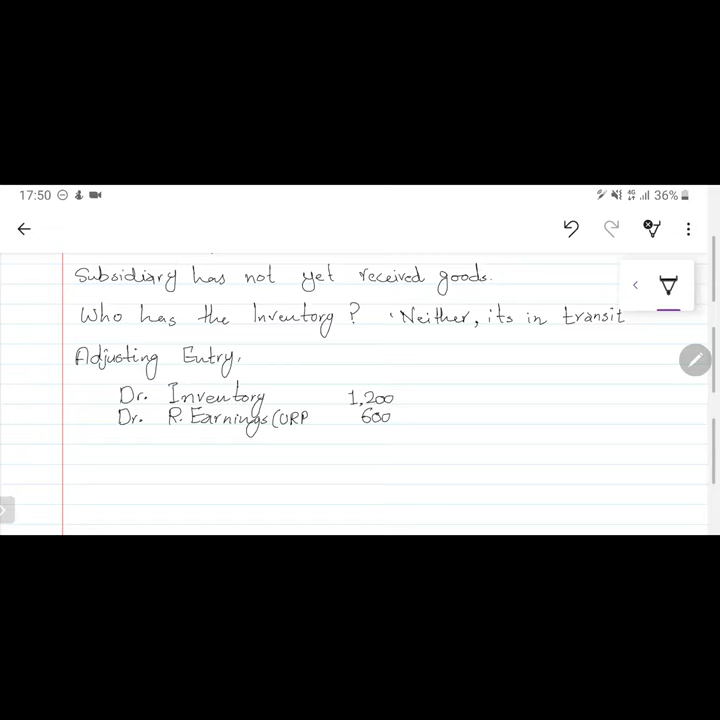 17:50
4G 36%
Subsidiary has not yet received goods.
Who has the Inventory? 'Neither, its in transit
Adjusting Entry,
Dr. Inventory 1,200
Dr. R. Earnings (URP 600